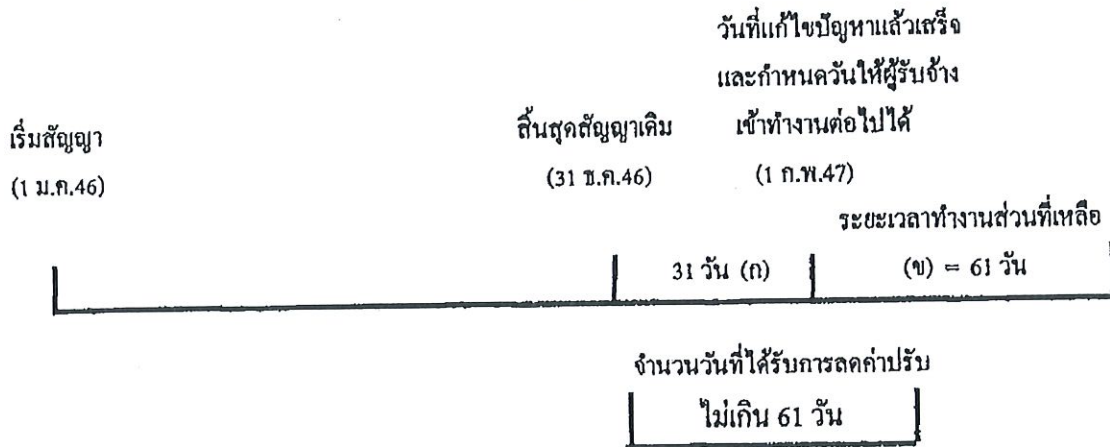 วันที่แก้ไขปัญหาแล้วเสร็จ
และกำหนดวันให้ผู้รับจ้าง
เริ่มสัญญา สิ้นสุดสัญญาเดิม เข้าทำงานต่อไปได้
(1 ม.ค.46) (31 ธ.ค.46) (1 ก.พ.47)
ระยะเวลาทำงานส่วนที่เหลือ
31 วัน (ก) (ข) = 61 วัน
จำนวนวันที่ได้รับการลดค่าปรับ
ไม่เกิน 61 วัน